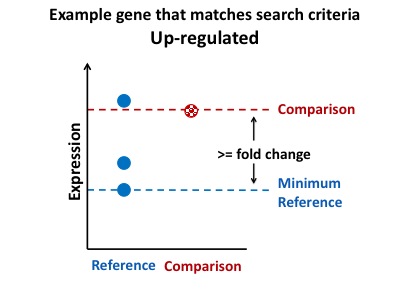 Example gene that matches search criteria
Up-regulated
Comparison
>= fold change
Minimum
Reference
Expression
Reference Comparison